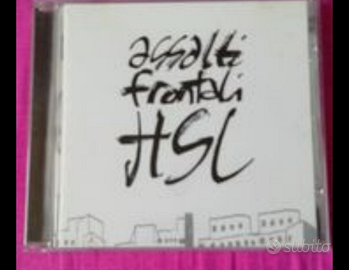 assalti
frontali
HSL
subito